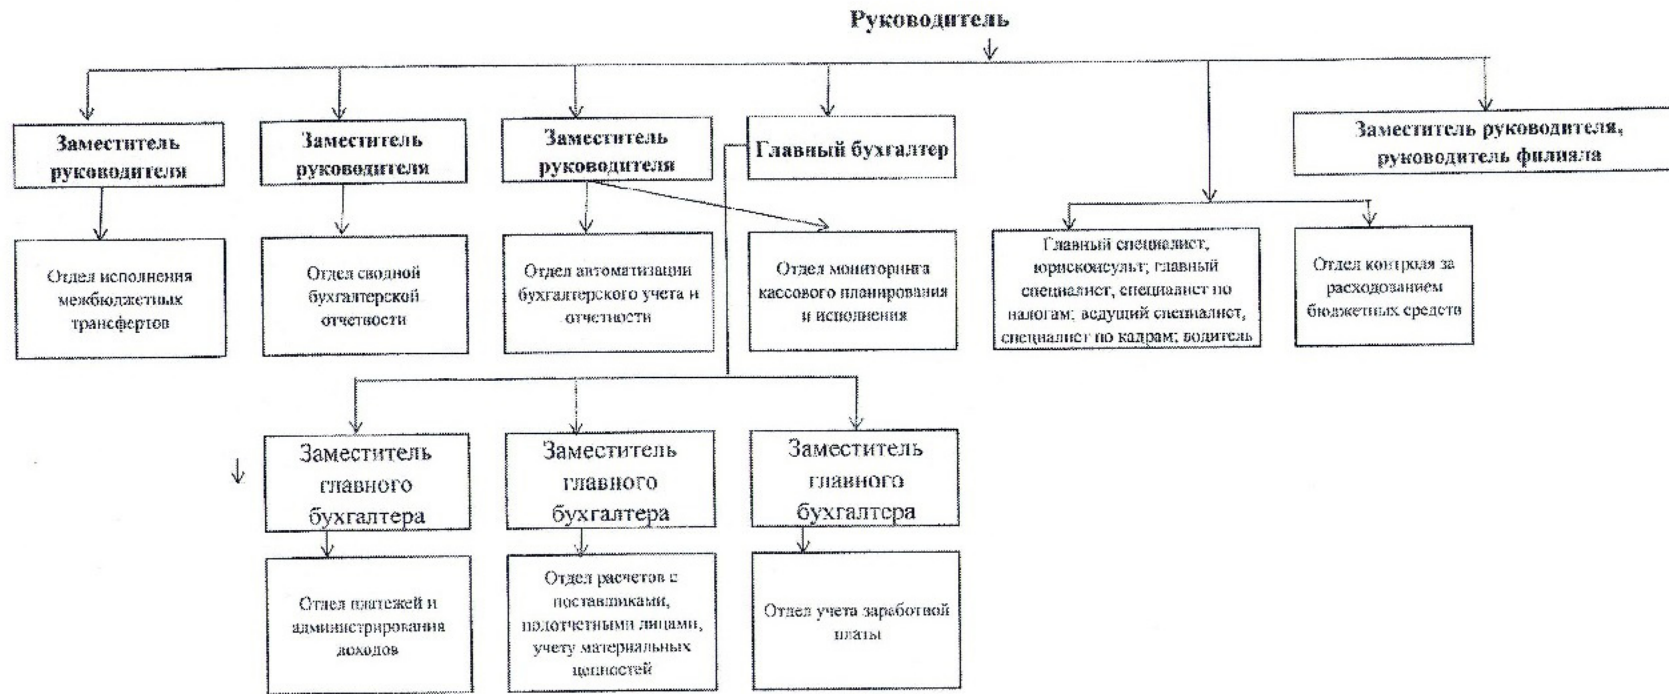 Руководитель
Заместитель
руководителя
Заместитель
руководителя
Заместитель
руководителя
Главный бухгалтер
Заместитель руководителя,
руководитель филиала
Отдел исполнения
межбюджетных
трансфертов
Отдел сводной
бухгалтерской
отчетности
Отдел автоматизации
бухгалтерского учета и
отчетности
Отдел мониторинга
кассового планирования
и исполнения
Главный специалист,
юрисконсульт; главный
специалист, специалист по
налогам; ведущий специалист,
специалист по кадрам; водитель
Отдел контроля за
расходованием
бюджетных средств
Заместитель
главного
бухгалтера
Заместитель
главного
бухгалтера
Заместитель
главного
бухгалтера
Отдел платежей и
администрирования
доходов
Отдел расчетов с
поставщиками,
подотчетными лицами,
учету материальных
ценностей
Отдел учета заработной
платы